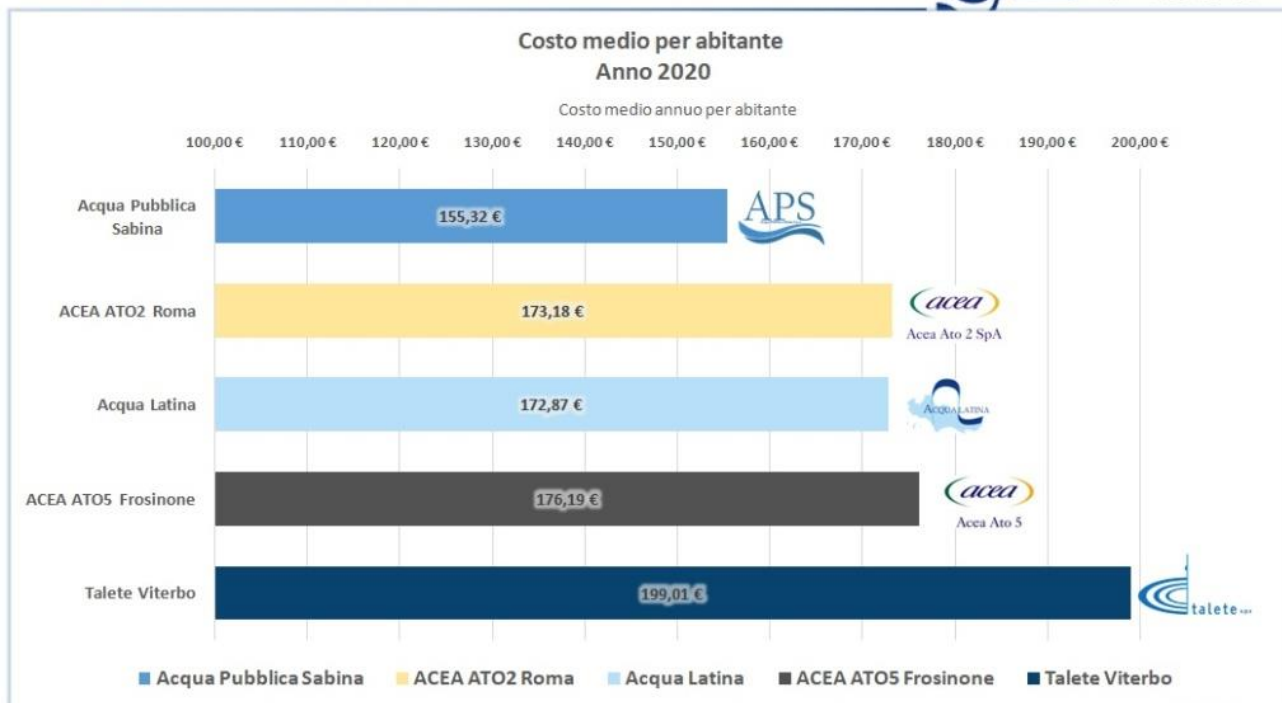 Costo medio per abitante
Anno 2020
Costo medio annuo per abitante
100,00 € 110,00 € 120,00 € 130,00 € 140,00 € 150,00 € 160,00 € 170,00 € 180,00 € 190,00 € 200,00 €
Acqua Pubblica
Sabina
155,32 €
APS
ACEA ATO2 Roma
173,18 €
acea
Acea Ato 2 SpA
Acqua Latina
172,87 €
ACQUALATINA
ACEA ATO5 Frosinone
176,19 €
acea
Acea Ato 5
Talete Viterbo
199,01 €
talete
Acqua Pubblica Sabina ACEA ATO2 Roma Acqua Latina ACEA ATO5 Frosinone Talete Viterbo